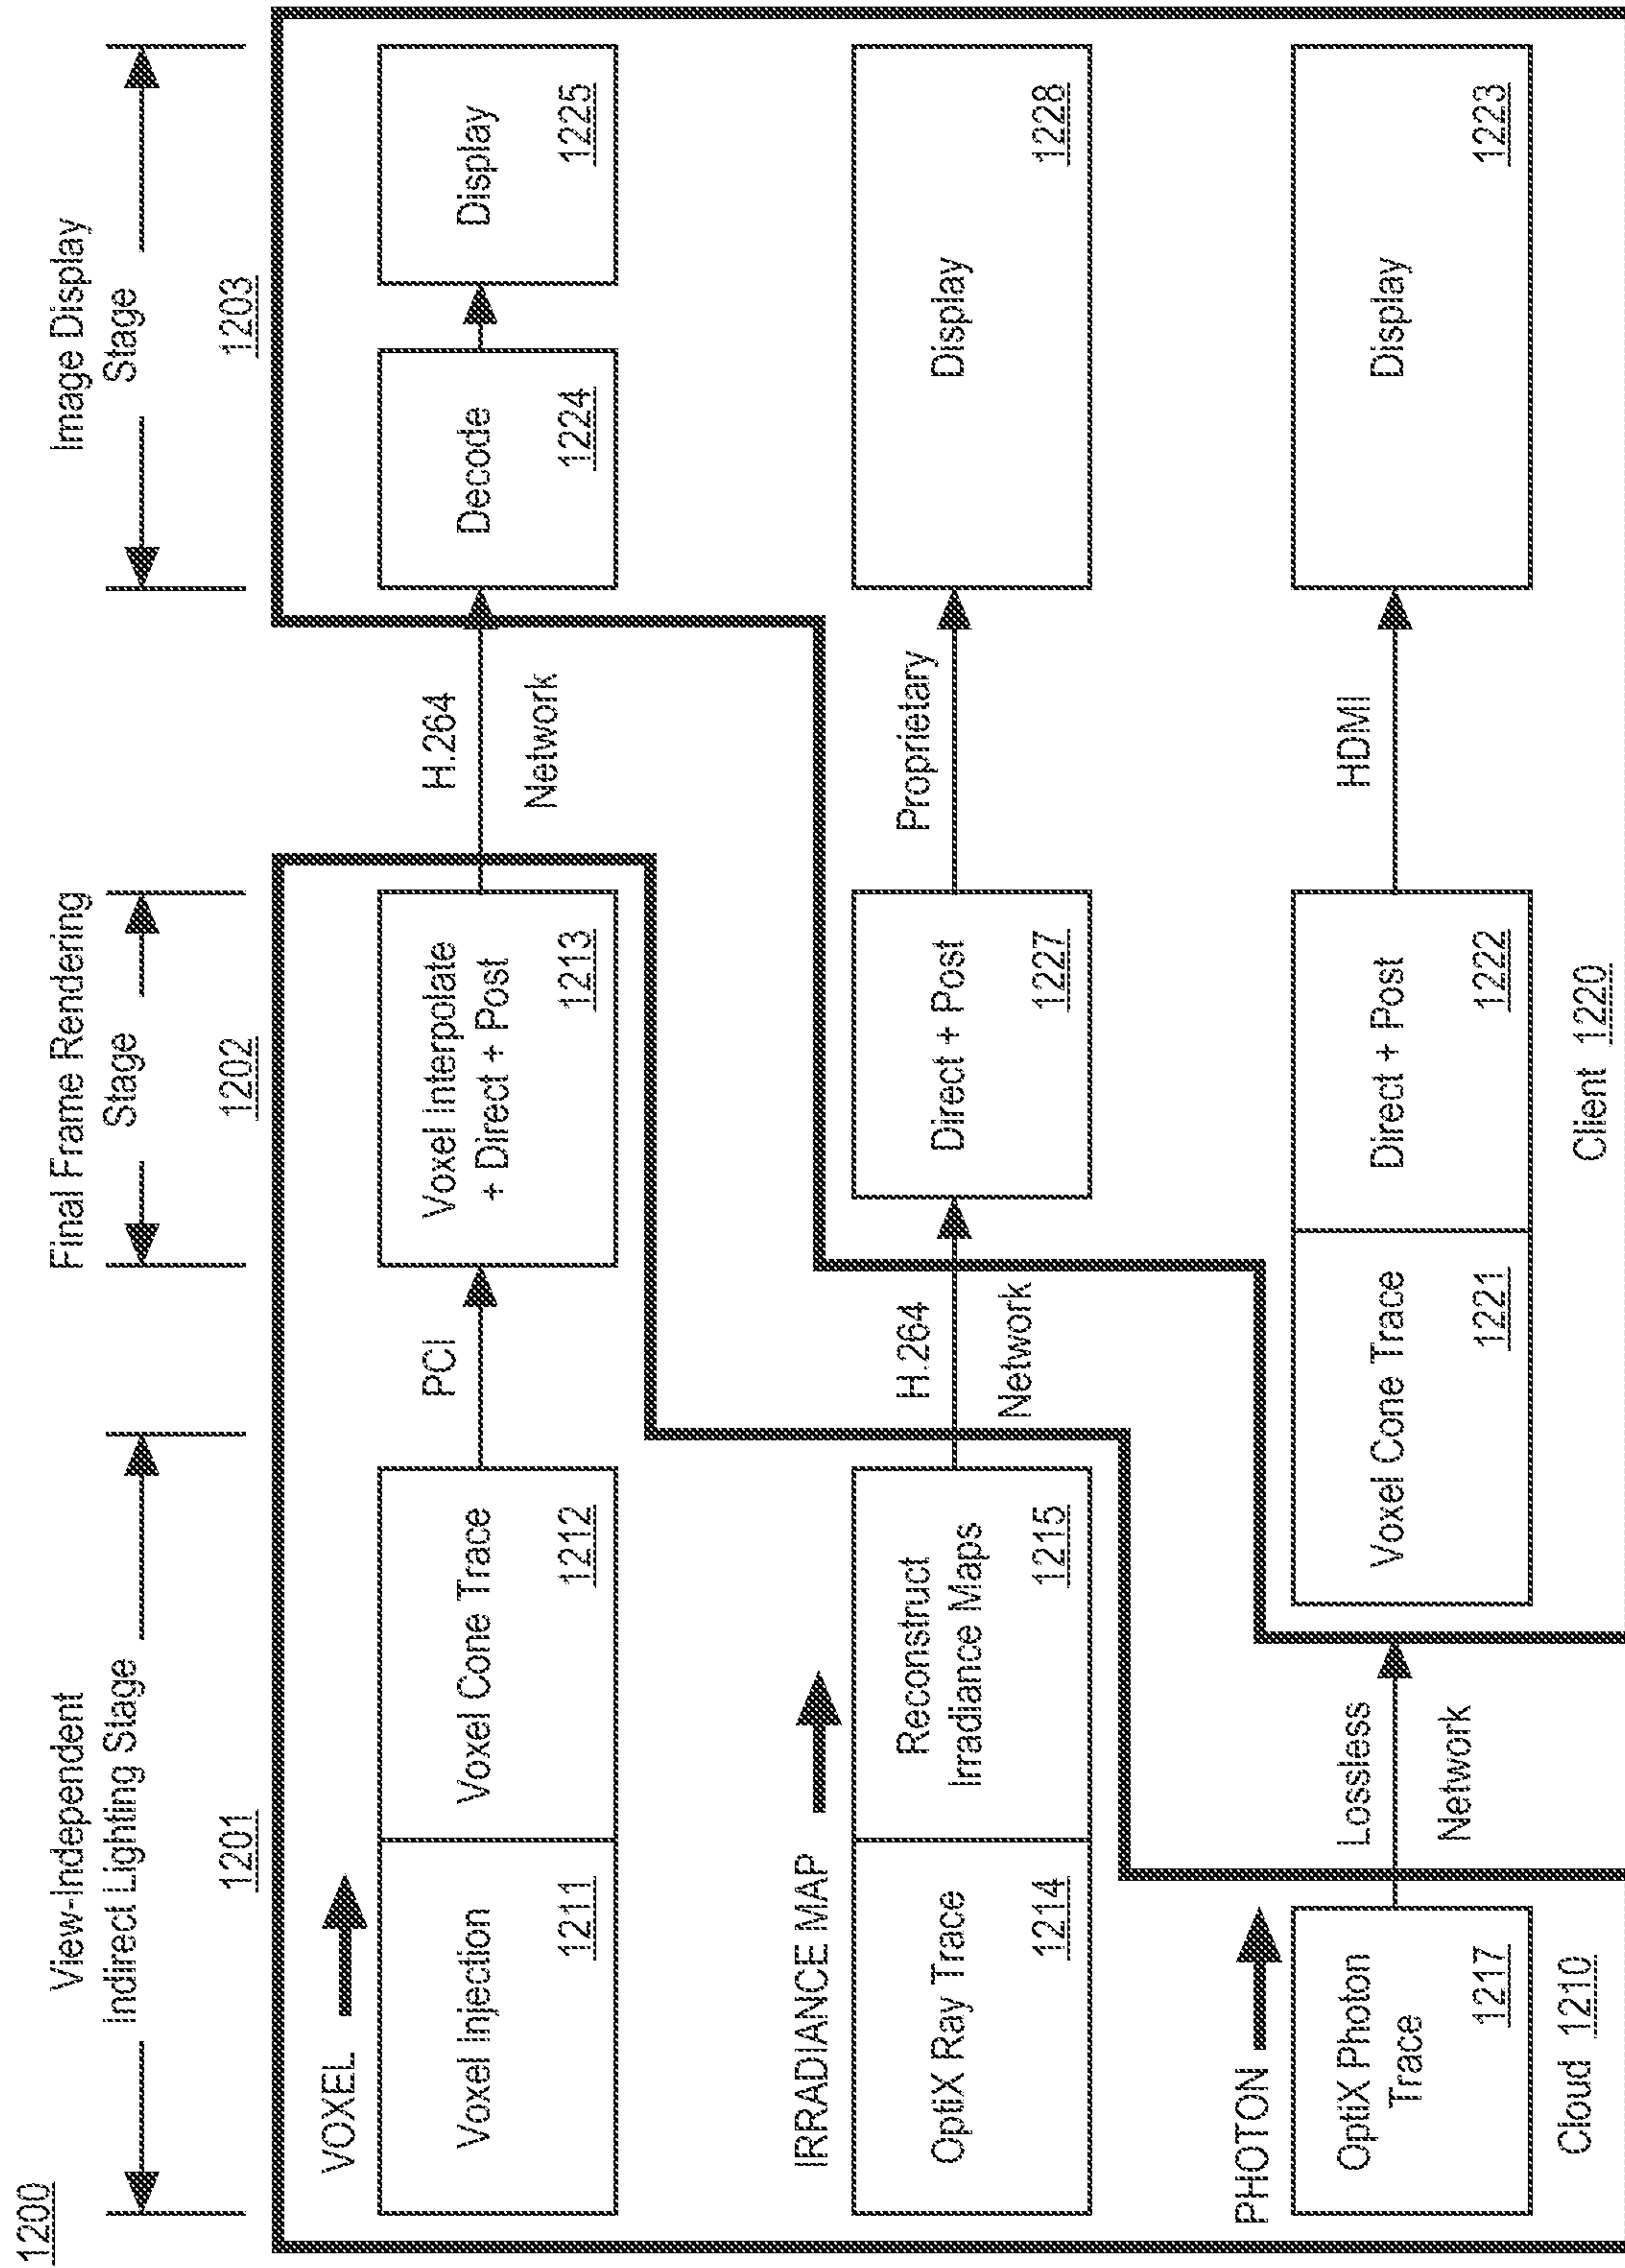 1200
View-Independent
Indirect Lighting Stage
1201
Final Frame Rendering
Stage
1202
Image Display
Stage
1203
VOXEL
Voxel Injection
1211
Voxel Cone Trace
1212
PCI
Voxel Interpolate
+ Direct + Post
1213
H.264
Network
Decode
1224
Display
1225
IRRADIANCE MAP
OptiX Ray Trace
1214
Reconstruct
Irradiance Maps
1215
H.264
Network
Direct + Post
1227
Proprietary
Display
1228
PHOTON
OptiX Photon
Trace
1217
Lossless
Network
Voxel Cone Trace
1221
Direct + Post
1222
HDMI
Display
1223
Cloud 1210
Client 1220